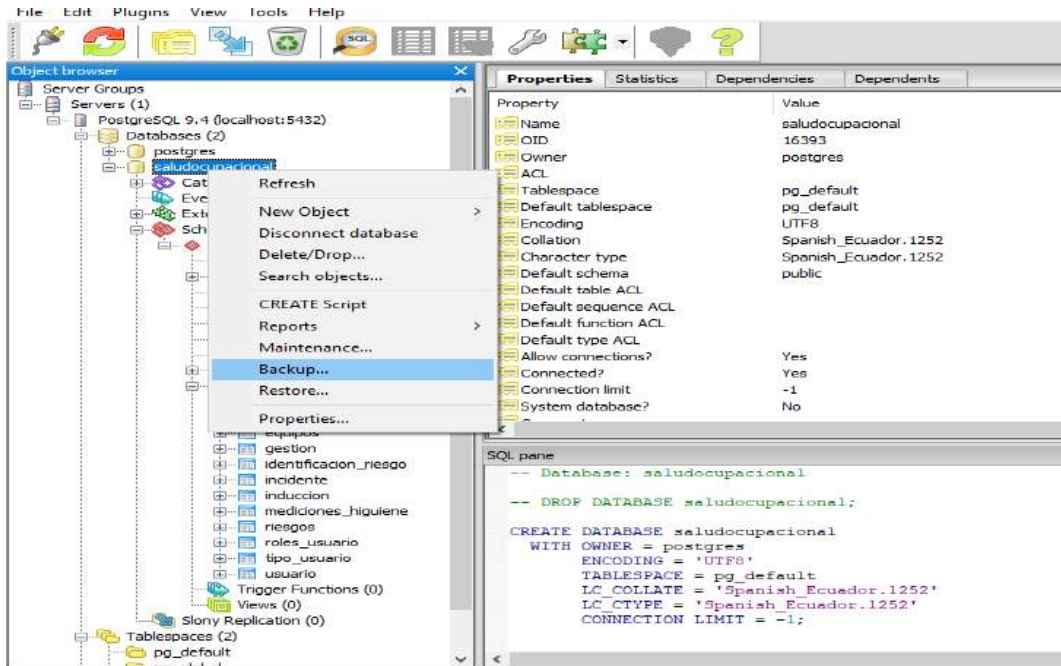 File Edit Plugins View Tools Help
SQL
Object browser
Server Groups
Servers (1)
PostgreSQL 9.4 (localhost:5432)
Databases (2)
postgres
saludocupacional
Cat
Eve
Exte
Sch
Refresh
New Object
Disconnect database
Delete/Drop...
Search objects...
CREATE Script
Reports
Maintenance...
Backup...
Restore...
Properties...
equipos
gestion
identificacion_riesgo
incidente
induccion
mediciones_higuiene
riesgos
roles_usuario
tipo_usuario
usuario
Trigger Functions (0)
Views (0)
Slony Replication (0)
Tablespaces (2)
pg_default
Properties Statistics Dependencies Dependents
Property Value
Name saludocupacional
OID 16393
Owner postgres
ACL
Tablespace pg_default
Default tablespace pg_default
Encoding UTF8
Collation Spanish_Ecuador.1252
Character type Spanish_Ecuador.1252
Default schema public
Default table ACL
Default sequence ACL
Default function ACL
Default type ACL
Allow connections? Yes
Connected? Yes
Connection limit -1
System database? No
SQL pane
-- Database: saludocupacional
-- DROP DATABASE saludocupacional;
CREATE DATABASE saludocupacional
WITH OWNER = postgres
ENCODING = 'UTF8'
TABLESPACE = pg_default
LC_COLLATE = 'Spanish_Ecuador.1252'
LC_CTYPE = 'Spanish_Ecuador.1252'
CONNECTION LIMIT = -1;